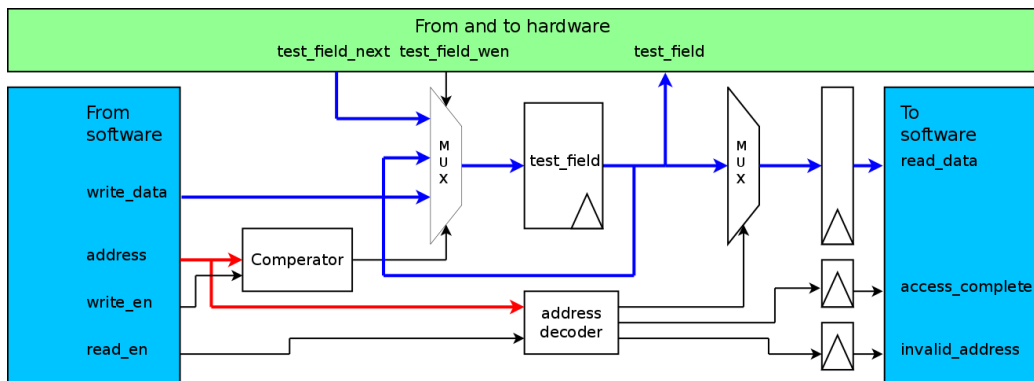 From and to hardware
test_field_next test_field_wen test_field
From
software
To
software
M
U
X
test_field
M
U
X
read_data
write_data
address
Comperator
write_en
address
decoder
access_complete
read_en
invalid_address